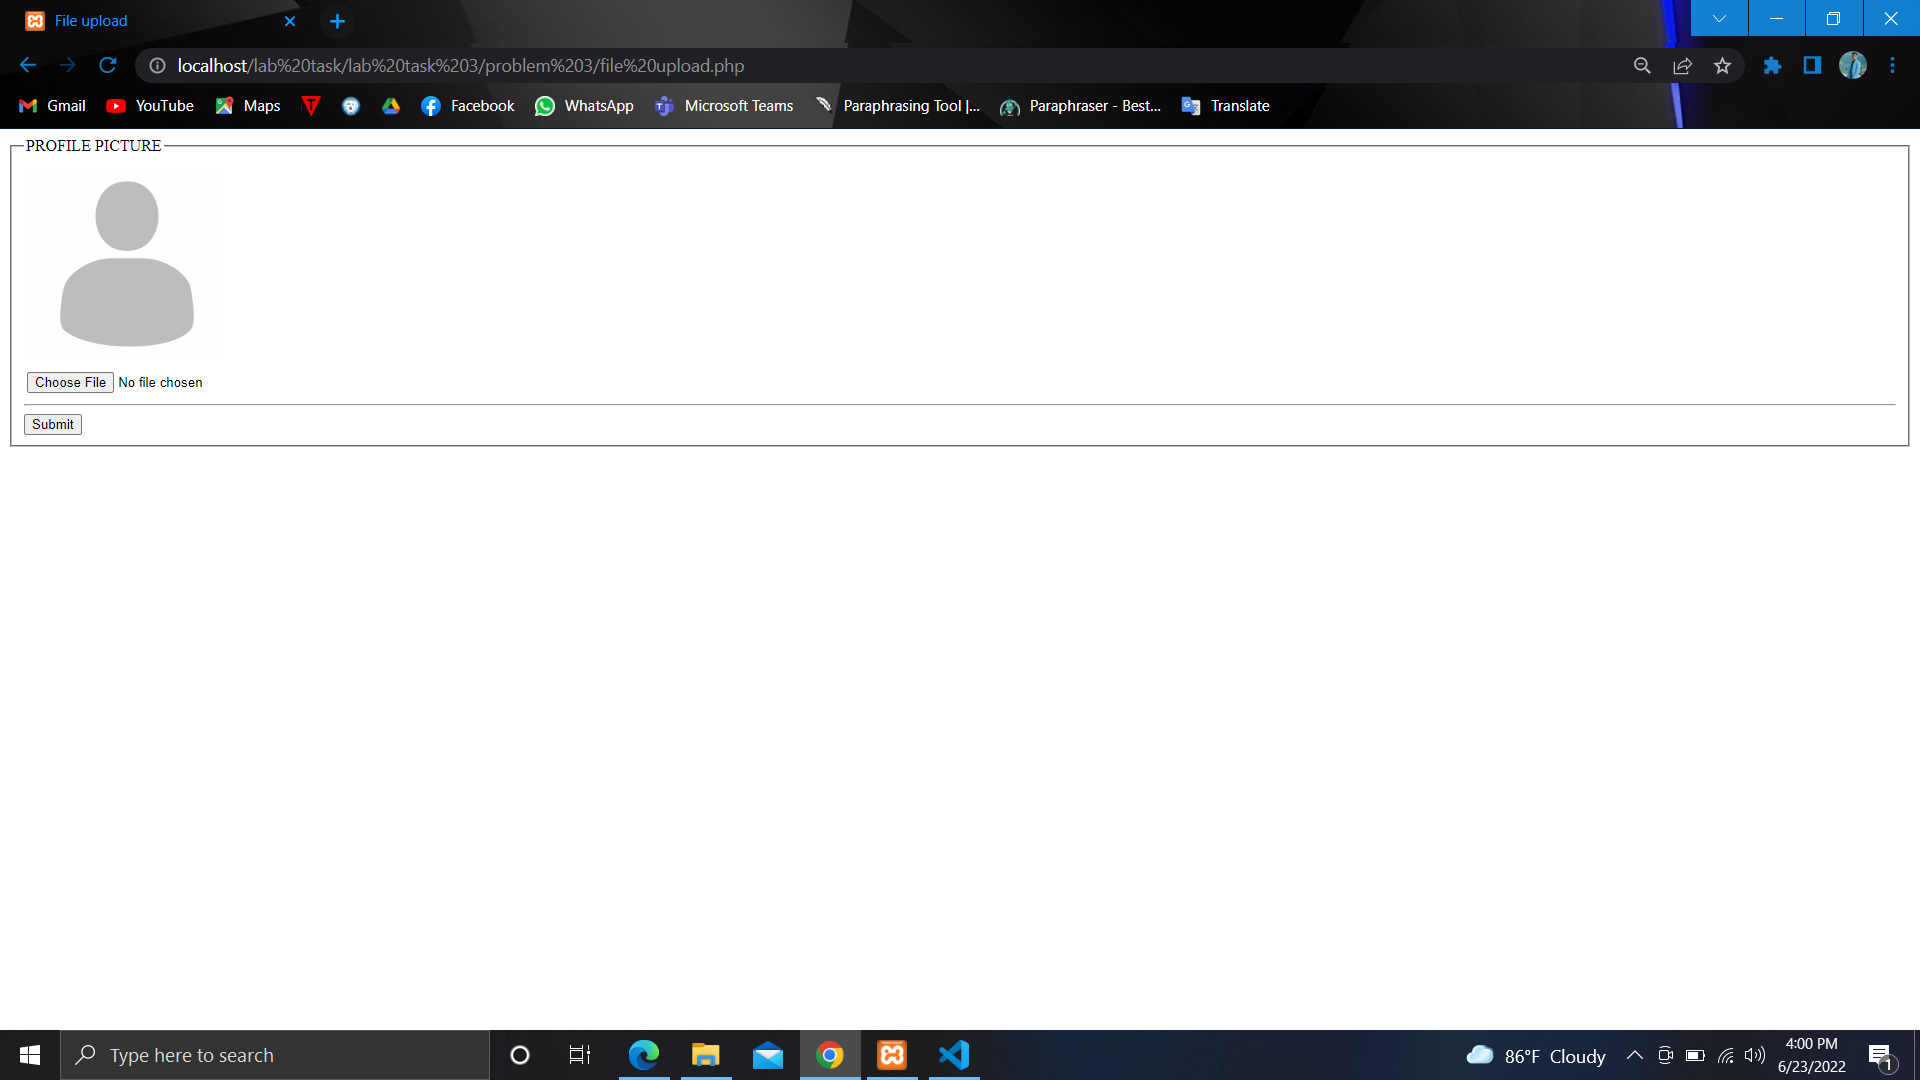 File upload
localhost/lab%20task/lab%20task%203/problem%203/file%20upload.php
Gmail YouTube Maps Facebook WhatsApp Microsoft Teams Paraphrasing Tool |... Paraphraser - Best... Translate
PROFILE PICTURE
Choose File No file chosen
Submit
Type here to search
86°F Cloudy
4:00 PM
6/23/2022
1